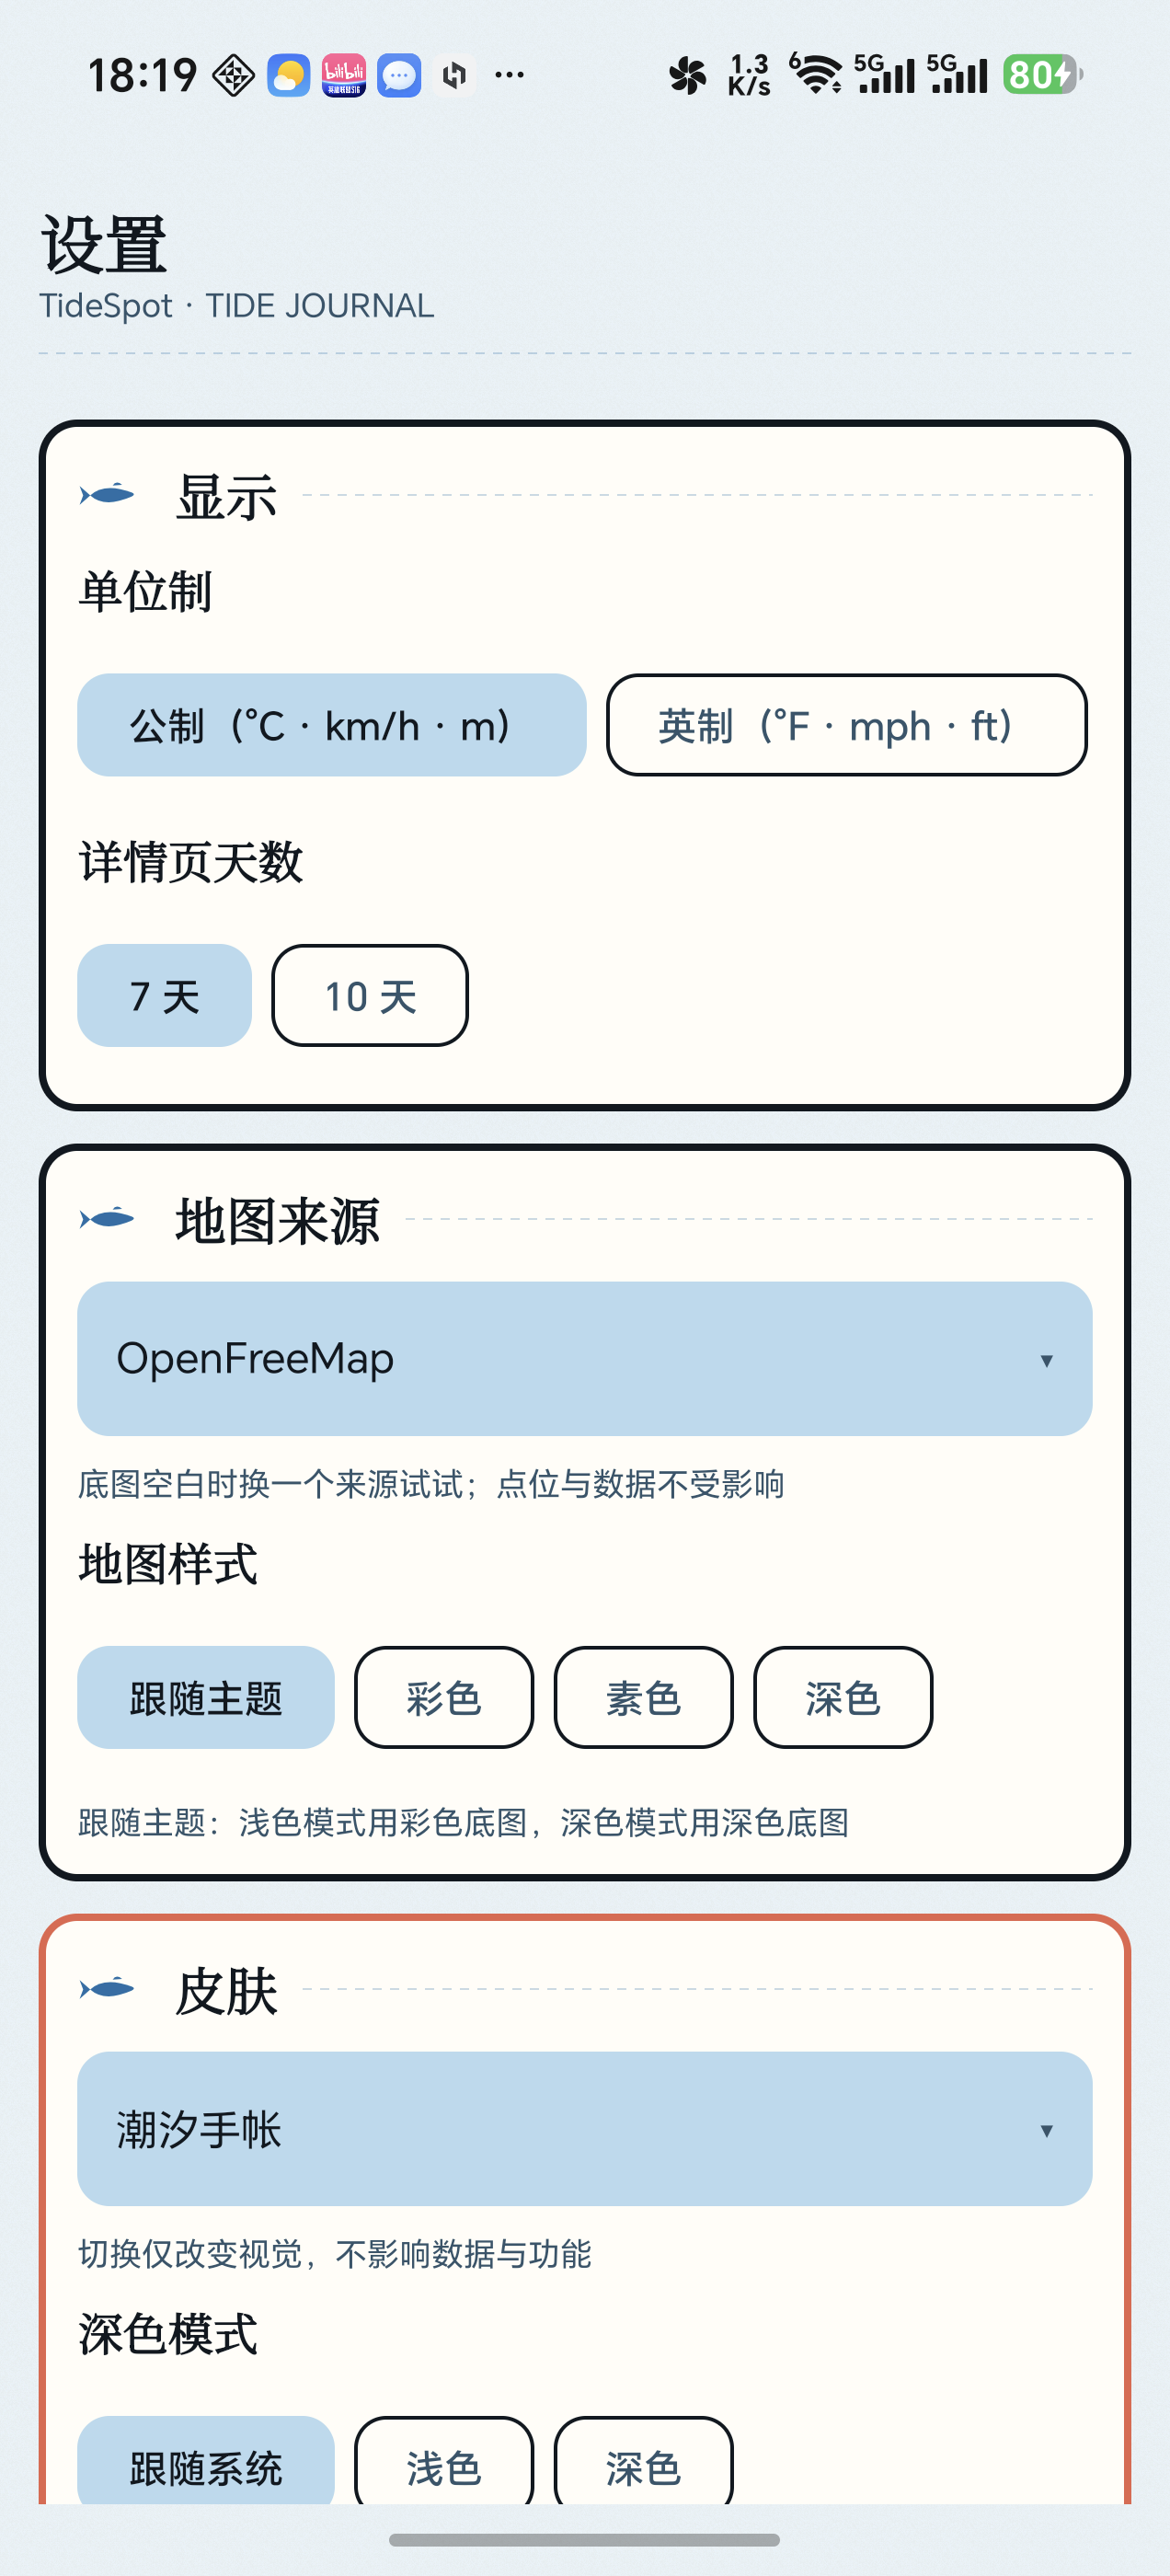 18:19 ··· 1.3 K/s 6 5G 5G 80
设置
TideSpot · TIDE JOURNAL
显示
单位制
公制（°C · km/h · m） 英制（°F · mph · ft）
详情页天数
7 天 10 天
地图来源
OpenFreeMap
底图空白时换一个来源试试；点位与数据不受影响
地图样式
跟随主题 彩色 素色 深色
跟随主题：浅色模式用彩色底图，深色模式用深色底图
皮肤
潮汐手帐
切换仅改变视觉，不影响数据与功能
深色模式
跟随系统 浅色 深色